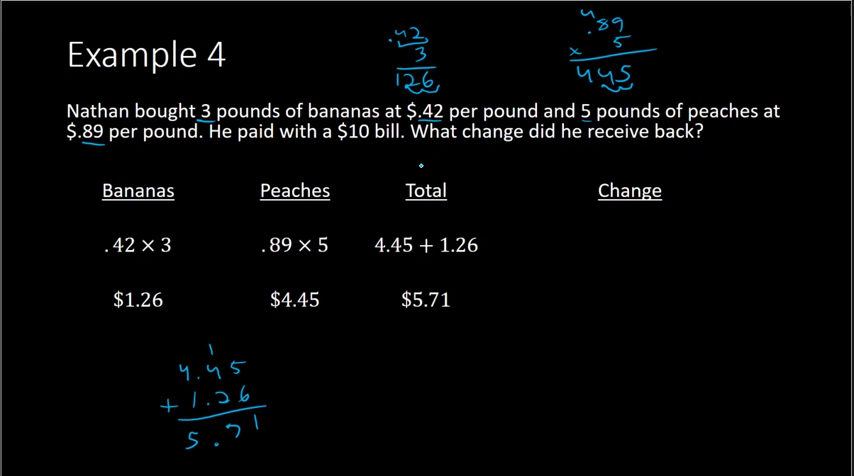 Example 4
.42
3
126
4
.89
× 5
445
Nathan bought 3 pounds of bananas at $.42 per pound and 5 pounds of peaches at
$.89 per pound. He paid with a $10 bill. What change did he receive back?
Bananas Peaches Total Change
.42 × 3 .89 × 5 4.45 + 1.26
$1.26 $4.45 $5.71
1
4.45
+ 1.26
5.71